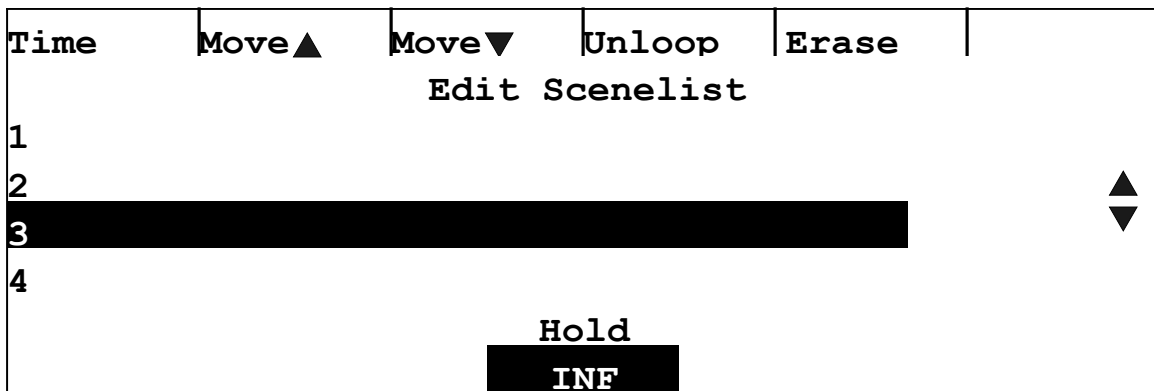 Time Move▲ Move▼ Unloop Erase
Edit Scenelist
1
2
3
4
Hold
INF